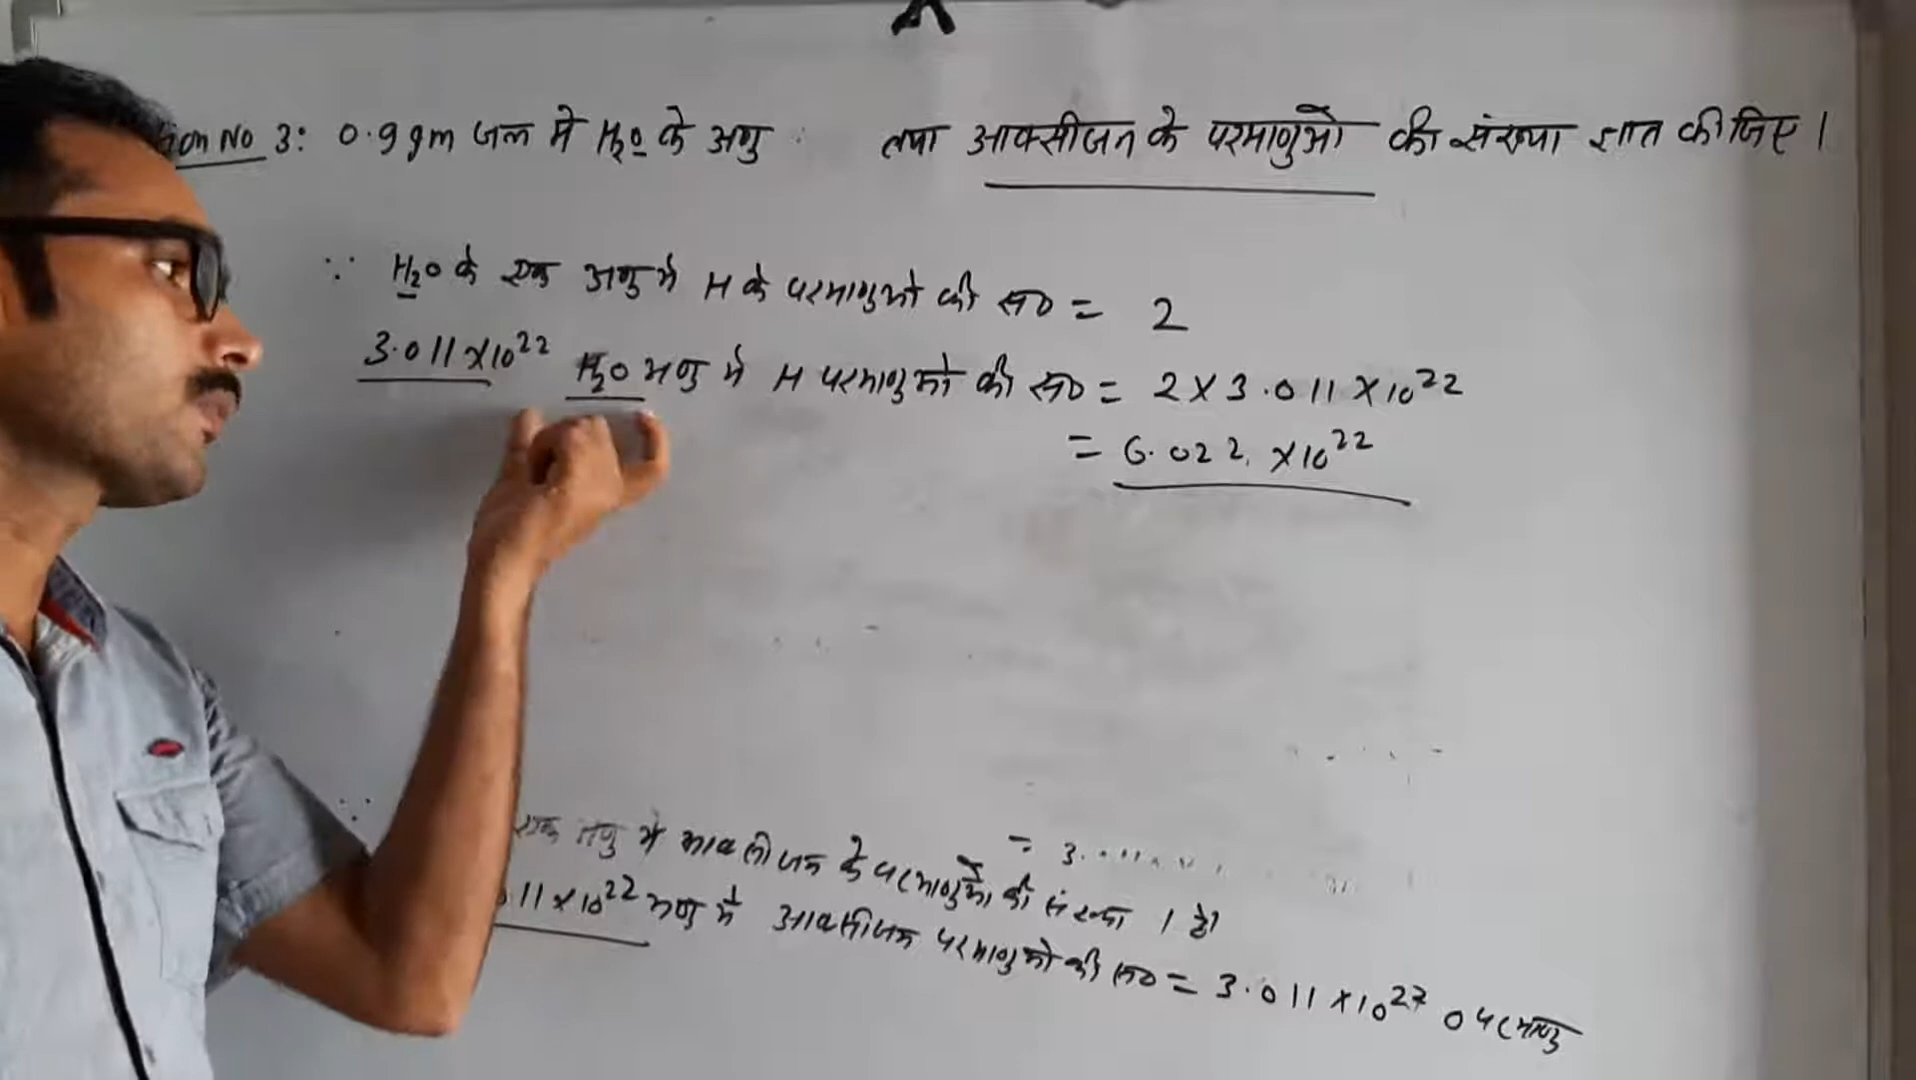 ion No 3: 0.9 gm जल मे H₂O के अणु तथा आक्सीजन के परमाणुओ की संख्या ज्ञात कीजिए।
∵ H₂O के एक अणु मे H के परमाणुओ की सं० = 2
3.011×10²² H₂O अणु मे H परमाणुओ की सं० = 2 × 3.011 × 10²²
= 6.022 × 10²²
= 3.
एक अणु मे आक्सीजन के परमाणुओं की संख्या 1 है।
.011 × 10²² अणु में आक्सीजन परमाणुओ की सं० = 3.011 × 10²² O परमाणु